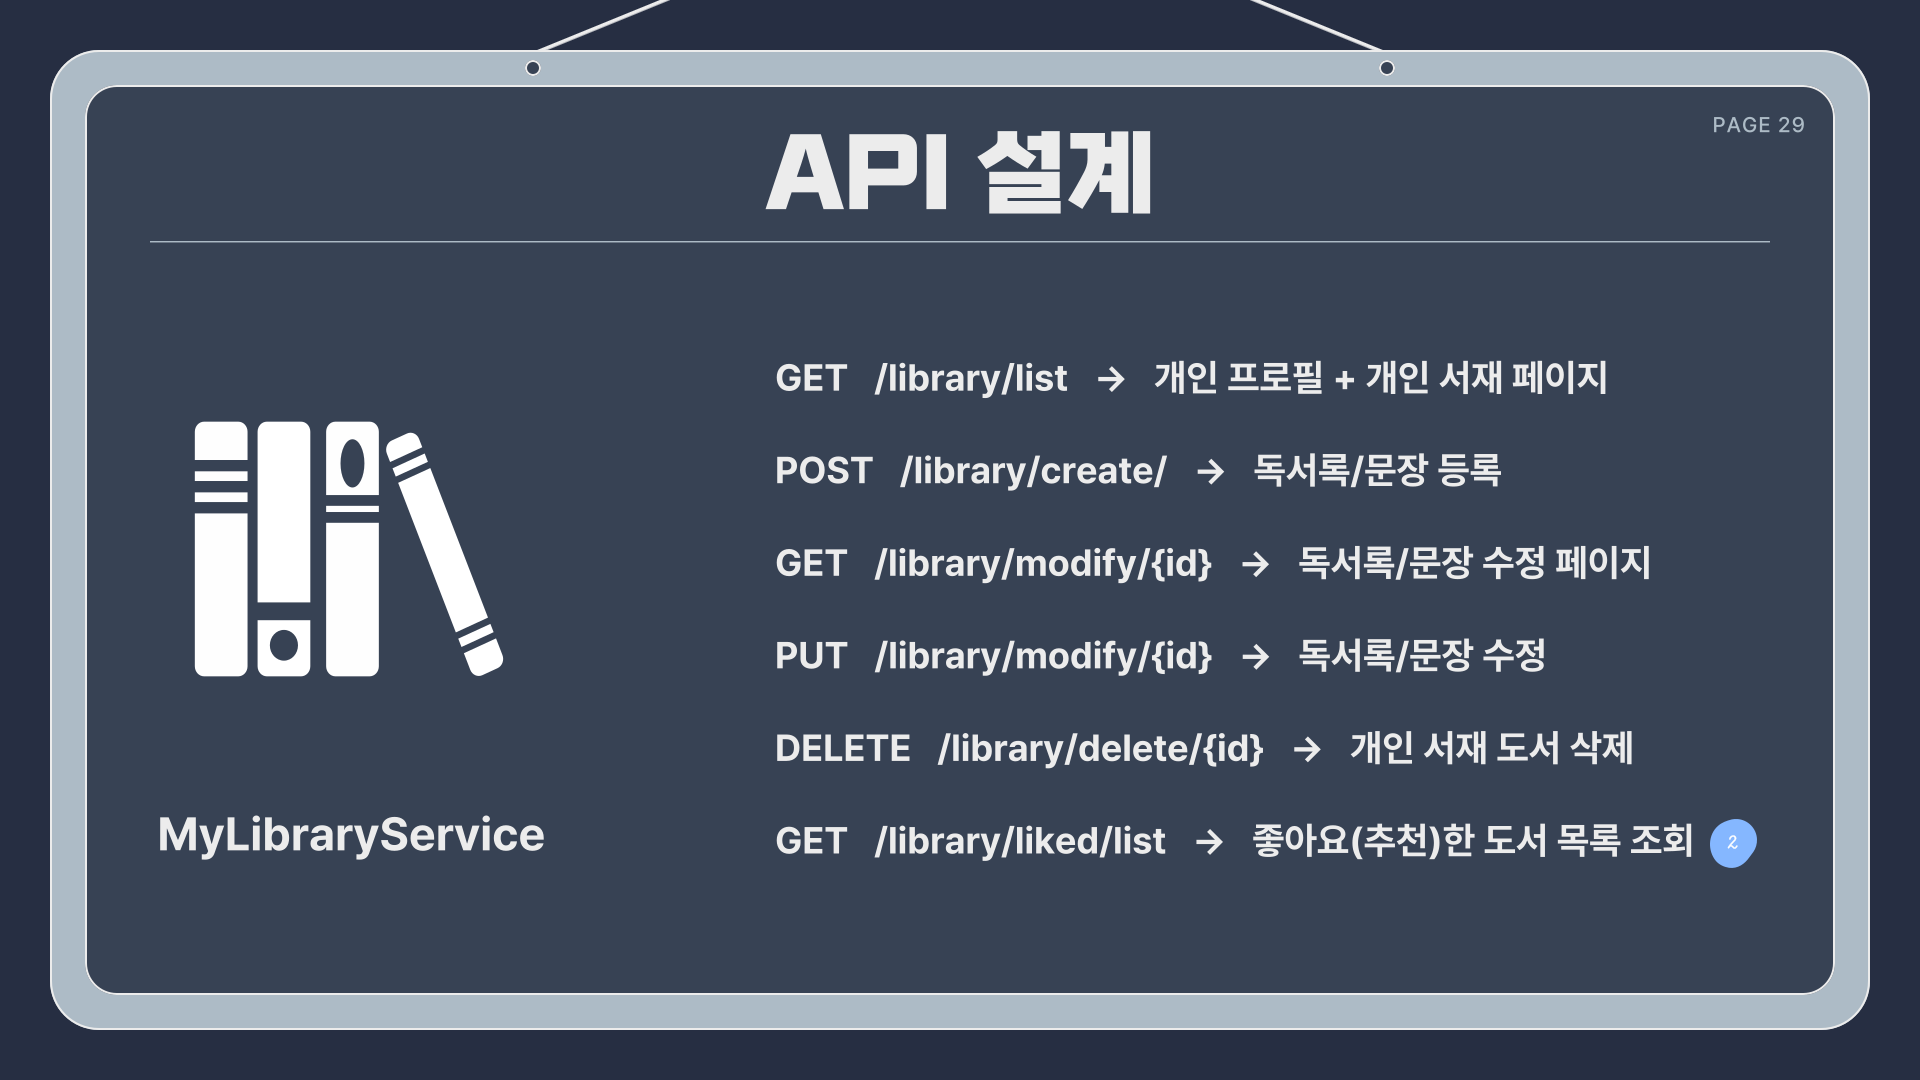 PAGE 29
API 설계
GET /library/list → 개인 프로필 + 개인 서재 페이지
POST /library/create/ → 독서록/문장 등록
GET /library/modify/{id} → 독서록/문장 수정 페이지
PUT /library/modify/{id} → 독서록/문장 수정
DELETE /library/delete/{id} → 개인 서재 도서 삭제
GET /library/liked/list → 좋아요(추천)한 도서 목록 조회 2
MyLibraryService